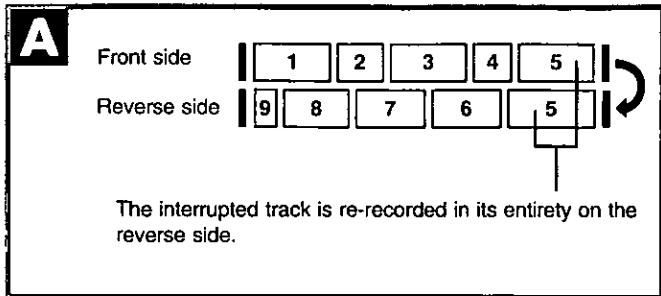 A
Front side 1 2 3 4 5
Reverse side 9 8 7 6 5
The interrupted track is re-recorded in its entirety on the
reverse side.